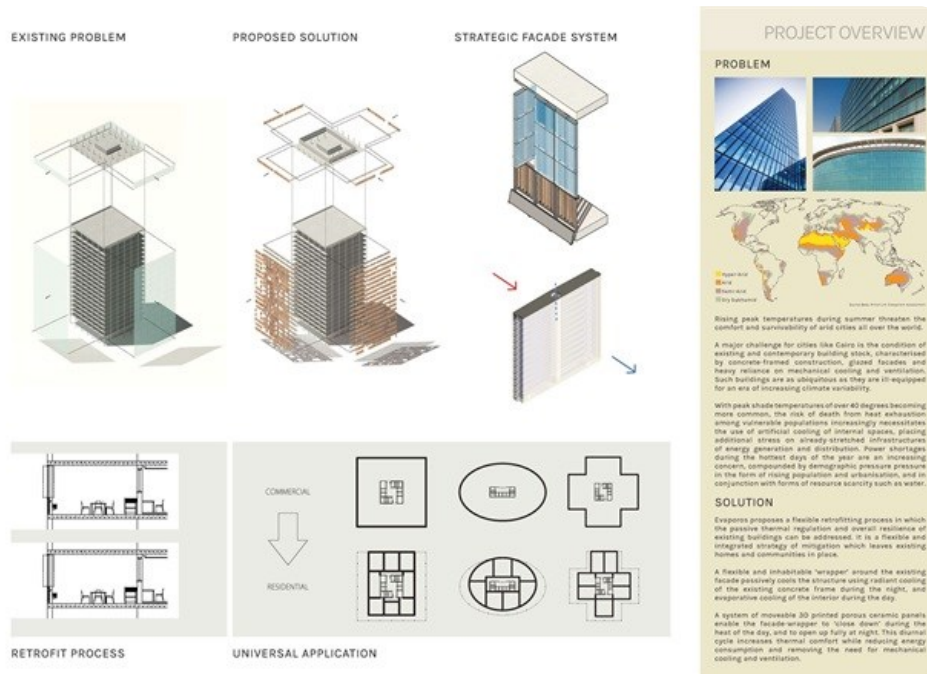 EXISTING PROBLEM
PROPOSED SOLUTION
STRATEGIC FACADE SYSTEM
COMMERCIAL
RESIDENTIAL
RETROFIT PROCESS
UNIVERSAL APPLICATION
PROJECT OVERVIEW
PROBLEM
Hyper-Arid
Arid
Semi-Arid
Dry Subhumid
Rising peak temperatures during summer threaten the
comfort and survivability of arid cities all over the world.
A major challenge for cities like Cairo is the condition of
existing and contemporary building stock, characterised
by concrete-framed construction, glazed facades and
heavy reliance on mechanical cooling and ventilation.
Such buildings are as ubiquitous as they are ill-equipped
for an era of increasing climate variability.
With peak shade temperatures of over 40 degrees becoming
more common, the risk of death from heat exhaustion
among vulnerable populations increasingly necessitates
the use of artificial cooling of internal spaces, placing
additional stress on already-stretched infrastructures
of energy generation and distribution. Power shortages
during the hottest days of the year are an increasing
concern, compounded by demographic pressure pressure
in the form of rising population and urbanisation, and in
conjunction with forms of resource scarcity such as water.
SOLUTION
Evaporos proposes a flexible retrofitting process in which
the passive thermal regulation and overall resilience of
existing buildings can be addressed. It is a flexible and
integrated strategy of mitigation which leaves existing
homes and communities in place.
A flexible and inhabitable 'wrapper' around the existing
facade passively cools the structure using radiant cooling
of the existing concrete frame during the night, and
evaporative cooling of the interior during the day.
A system of moveable 3D printed porous ceramic panels
enable the facade-wrapper to 'close down' during the
heat of the day, and to open up fully at night. This diurnal
cycle increases thermal comfort while reducing energy
consumption and removing the need for mechanical
cooling and ventilation.